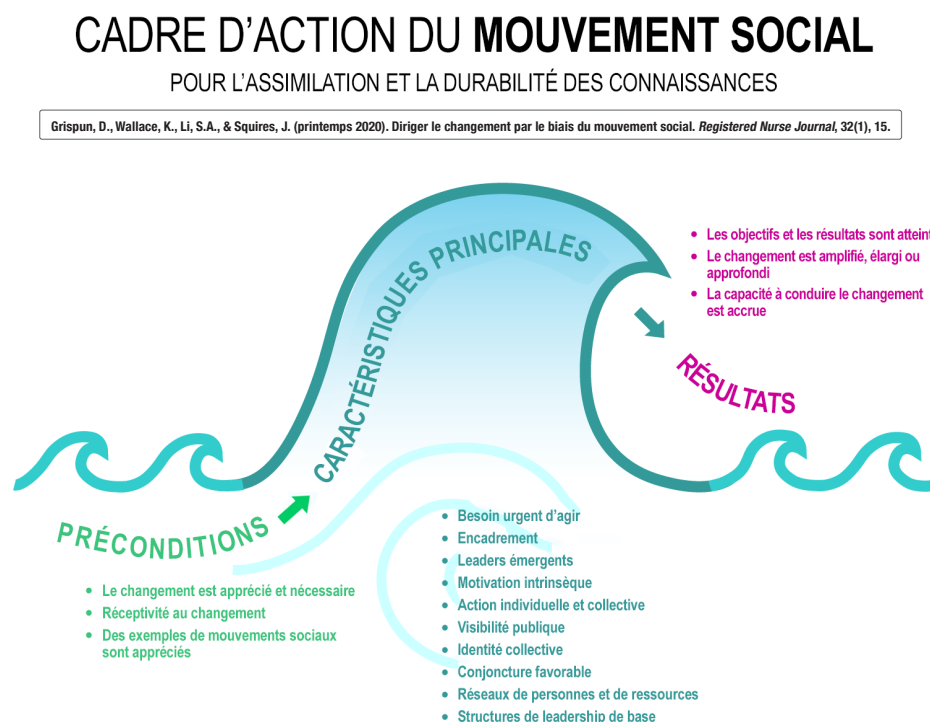 CADRE D’ACTION DU MOUVEMENT SOCIAL
POUR L’ASSIMILATION ET LA DURABILITÉ DES CONNAISSANCES
Grispun, D., Wallace, K., Li, S.A., & Squires, J. (printemps 2020). Diriger le changement par le biais du mouvement social. Registered Nurse Journal, 32(1), 15.
CARACTÉRISTIQUES PRINCIPALES
• Les objectifs et les résultats sont atteint
• Le changement est amplifié, élargi ou
approfondi
• La capacité à conduire le changement
est accrue
RÉSULTATS
PRÉCONDITIONS
• Le changement est apprécié et nécessaire
• Réceptivité au changement
• Des exemples de mouvements sociaux
sont appréciés
• Besoin urgent d’agir
• Encadrement
• Leaders émergents
• Motivation intrinsèque
• Action individuelle et collective
• Visibilité publique
• Identité collective
• Conjoncture favorable
• Réseaux de personnes et de ressources
• Structures de leadership de base